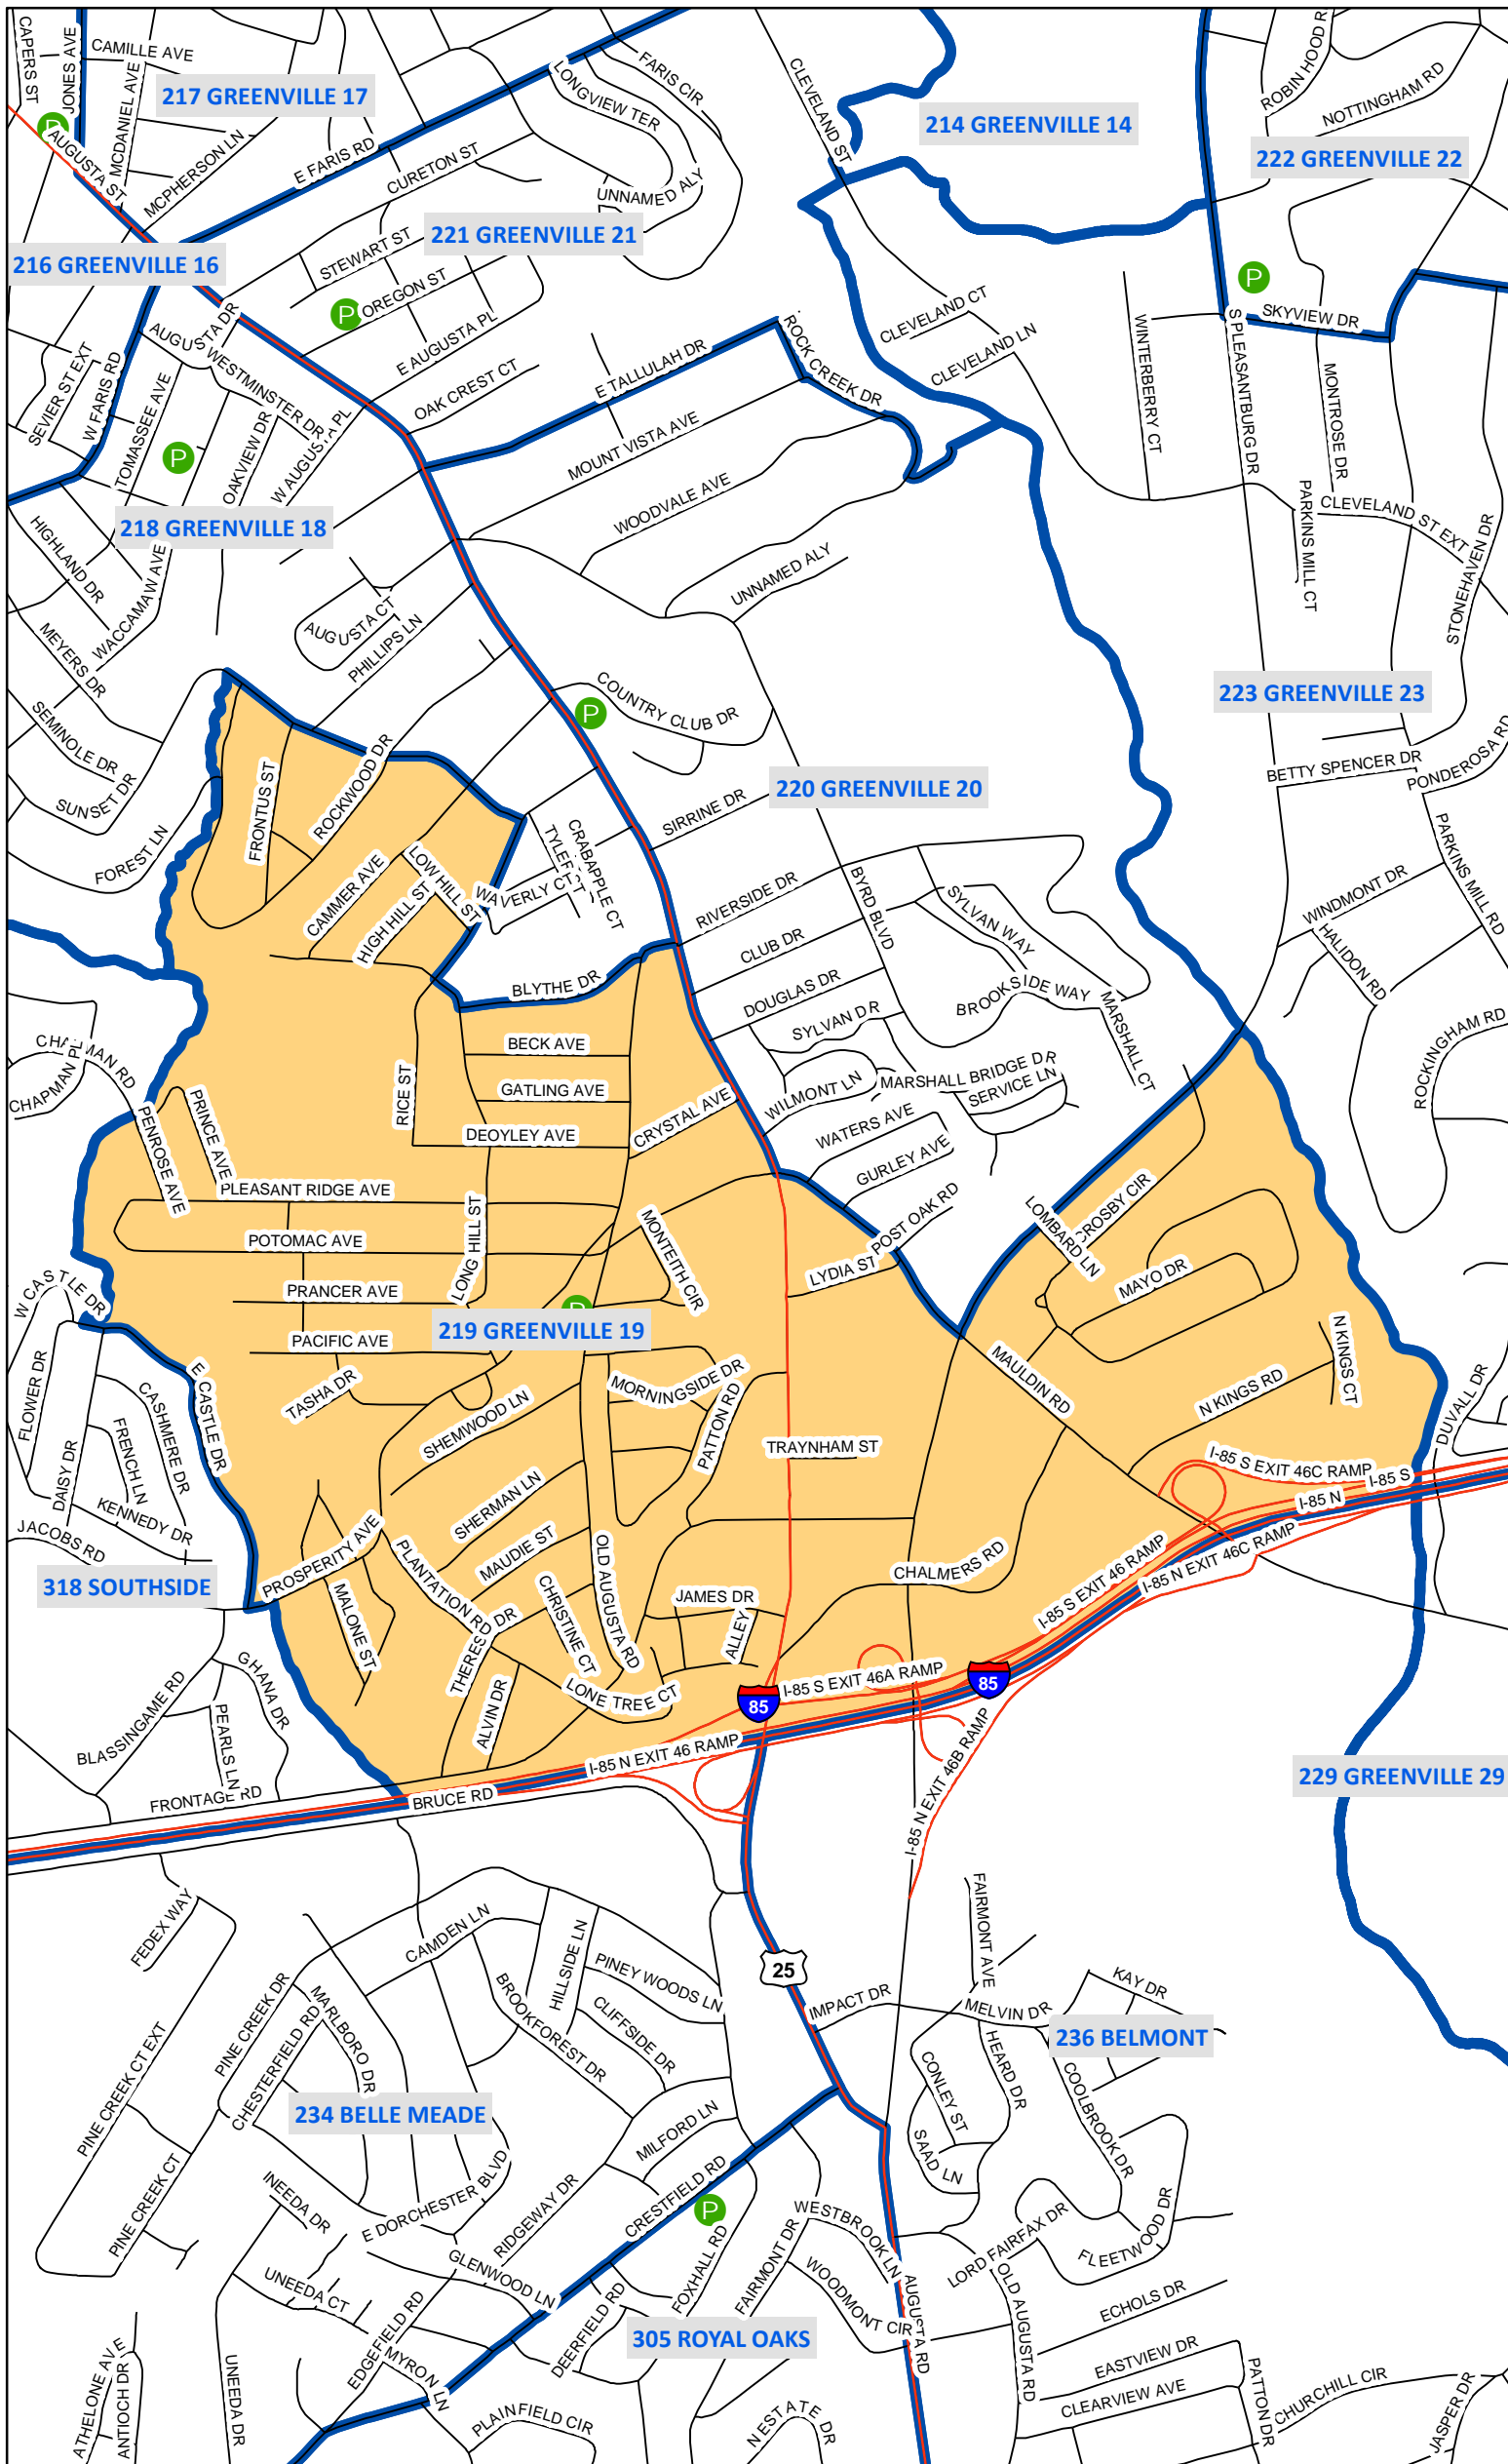 CAPERS ST
JONES AVE
CAMILLE AVE
MCDANIEL AVE
217 GREENVILLE 17
AUGUSTA ST
MCPHERSON LN
E FARIS RD
LONGVIEW TER
FARIS CIR
CURETON ST
UNNAMED ALY
CLEVELAND ST
214 GREENVILLE 14
ROBIN HOOD R
NOTTINGHAM RD
222 GREENVILLE 22
216 GREENVILLE 16
221 GREENVILLE 21
STEWART ST
OREGON ST
P
P
P
AUGUSTA DR
E AUGUSTA PL
WESTMINSTER DR
OAK CREST CT
E TALLULAH DR
ROCK CREEK DR
CLEVELAND CT
CLEVELAND LN
WINTERBERRY CT
S PLEASANTBURG DR
SKYVIEW DR
MONTROSE DR
SEVIER ST EXT
W FARIS RD
TOMASSEE AVE
P
OAKVIEW DR
W AUGUSTA PL
MOUNT VISTA AVE
WOODVALE AVE
UNNAMED ALY
PARKINS MILL CT
CLEVELAND ST EXT
STONEHAVEN DR
218 GREENVILLE 18
HIGHLAND DR
WACCAMAW AVE
MEYERS DR
AUGUSTA CT
PHILLIPS LN
COUNTRY CLUB DR
P
223 GREENVILLE 23
SEMINOLE DR
SUNSET DR
FOREST LN
FRONTUS ST
ROCKWOOD DR
CAMMER AVE
HIGH HILL ST
LOW HILL ST
WAVERLY CT
TYLER CT
CRABAPPLE CT
SIRRINE DR
220 GREENVILLE 20
BETTY SPENCER DR
PONDEROSA RD
PARKINS MILL RD
WINDMONT DR
HALIDON RD
ROCKINGHAM RD
RIVERSIDE DR
BYRD BLVD
SYLVAN WAY
CLUB DR
DOUGLAS DR
SYLVAN DR
BROOKSIDE WAY
MARSHALL CT
MARSHALL BRIDGE DR
SERVICE LN
WILMONT LN
WATERS AVE
GURLEY AVE
POST OAK RD
LYDIA ST
BLYTHE DR
BECK AVE
GATLING AVE
DEOYLEY AVE
CRYSTAL AVE
RICE ST
CHAPMAN RD
CHAPMAN PL
PENROSE AVE
PRINCE AVE
PLEASANT RIDGE AVE
POTOMAC AVE
LONG HILL ST
MONTEITH CIR
PRANCER AVE
PACIFIC AVE
219 GREENVILLE 19
LOMBARD LN
CROSBY CIR
MAYO DR
N KINGS CT
N KINGS RD
MAULDIN RD
DUVALL DR
W CASTLE DR
E CASTLE DR
FLOWER DR
DAISY DR
CASHMERE DR
FRENCH LN
KENNEDY DR
JACOBS RD
318 SOUTHSIDE
TASHA DR
SHEMWOOD LN
MORNINGSIDE DR
PATTON RD
TRAYNHAM ST
SHERMAN LN
MAUDIE ST
OLD AUGUSTA RD
PROSPERITY AVE
PLANTATION RD
MALONE ST
CHRISTINE CT
JAMES DR
ALLEY
CHALMERS RD
ALVIN DR
LONE TREE CT
I-85 S EXIT 46C RAMP
I-85 S
I-85 N
I-85 N EXIT 46C RAMP
I-85 S EXIT 46 RAMP
I-85 S EXIT 46A RAMP
85
85
I-85 N EXIT 46 RAMP
I-85 N EXIT 46B RAMP
BLASSINGAME RD
GHANA DR
PEARLS LN
FRONTAGE RD
BRUCE RD
229 GREENVILLE 29
FEDEX WAY
CAMDEN LN
HILLSIDE LN
PINEY WOODS LN
CLIFFSIDE DR
BROOKFOREST DR
25
IMPACT DR
FAIRMONT AVE
MELVIN DR
KAY DR
236 BELMONT
HEARD DR
CONLEY ST
SAAD LN
COOLBROOK DR
PINE CREEK DR
MARLBORO DR
CHESTERFIELD RD
PINE CREEK CT EXT
PINE CREEK CT
234 BELLE MEADE
MILFORD LN
CRESTFIELD RD
RIDGEWAY DR
INEEDA DR
E DORCHESTER BLVD
GLENWOOD LN
UNEEDA CT
UNEEDA DR
EDGEFIELD RD
MYRON LN
P
FOXHALL RD
FAIRMONT DR
DEERFIELD RD
305 ROYAL OAKS
WESTBROOK LN
WOODMONT CIR
AUGUSTA RD
LORD FAIRFAX DR
FLEETWOOD DR
OLD AUGUSTA RD
ECHOLS DR
EASTVIEW DR
CLEARVIEW AVE
PATTON DR
CHURCHILL CIR
JASPER DR
ATHELONE AVE
ANTIOCH DR
PLAINFIELD CIR
NESTATE DR